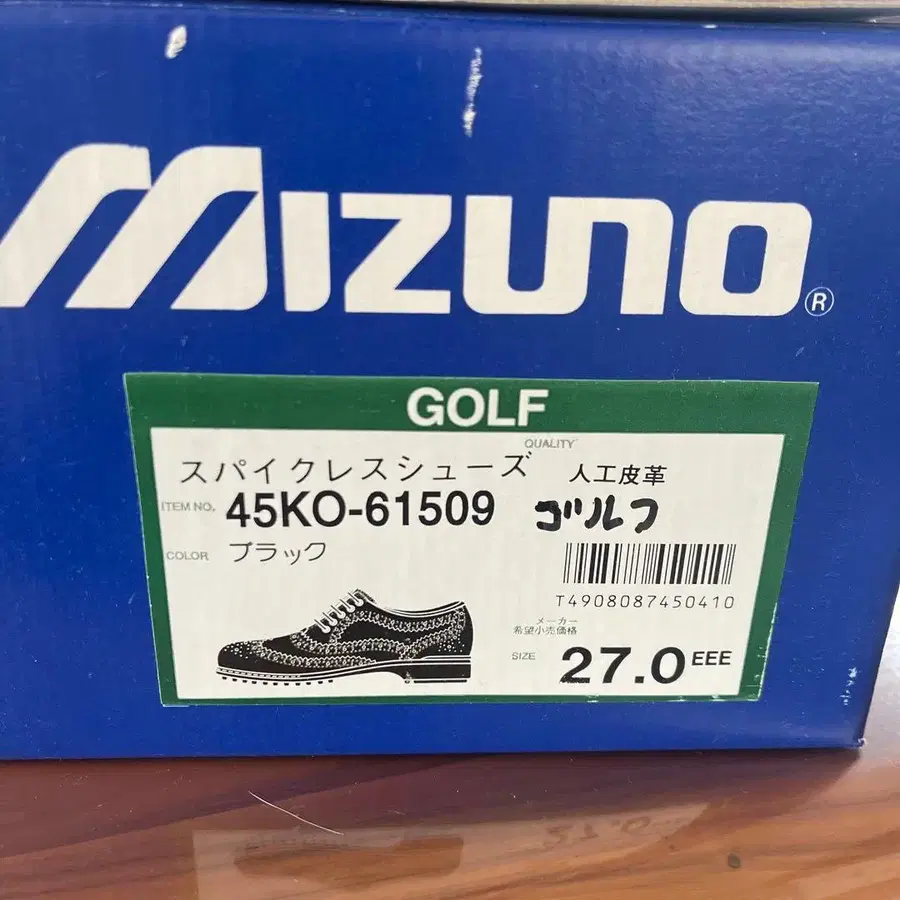 MIZUNO®
GOLF
QUALITY
スパイクレスシューズ 人工皮革
ITEM NO. 45KO-61509 ゴルフ
COLOR ブラック
T4908087450410
メーカー
希望小売価格
SIZE 27.0 EEE